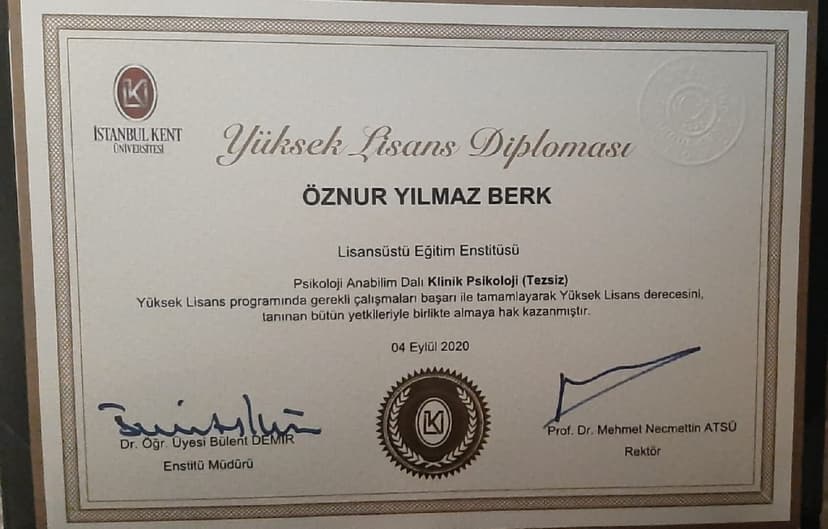 İSTANBUL KENT
ÜNİVERSİTESİ
Yüksek Lisans Diploması
ÖZNUR YILMAZ BERK
Lisansüstü Eğitim Enstitüsü
Psikoloji Anabilim Dalı Klinik Psikoloji (Tezsiz)
Yüksek Lisans programında gerekli çalışmaları başarı ile tamamlayarak Yüksek Lisans derecesini,
tanınan bütün yetkileriyle birlikte almaya hak kazanmıştır.
04 Eylül 2020
Dr. Öğr. Üyesi Bülent DEMİR
Enstitü Müdürü
Prof. Dr. Mehmet Necmettin ATSÜ
Rektör